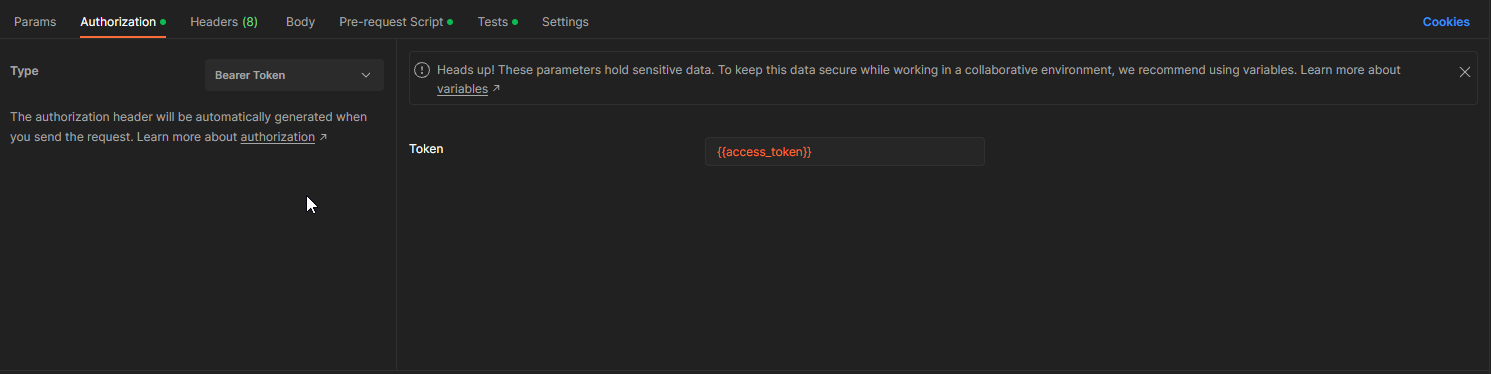 Params Authorization Headers (8) Body Pre-request Script Tests Settings Cookies
Type Bearer Token
The authorization header will be automatically generated when
you send the request. Learn more about authorization ↗
Heads up! These parameters hold sensitive data. To keep this data secure while working in a collaborative environment, we recommend using variables. Learn more about
variables ↗
Token {{access_token}}